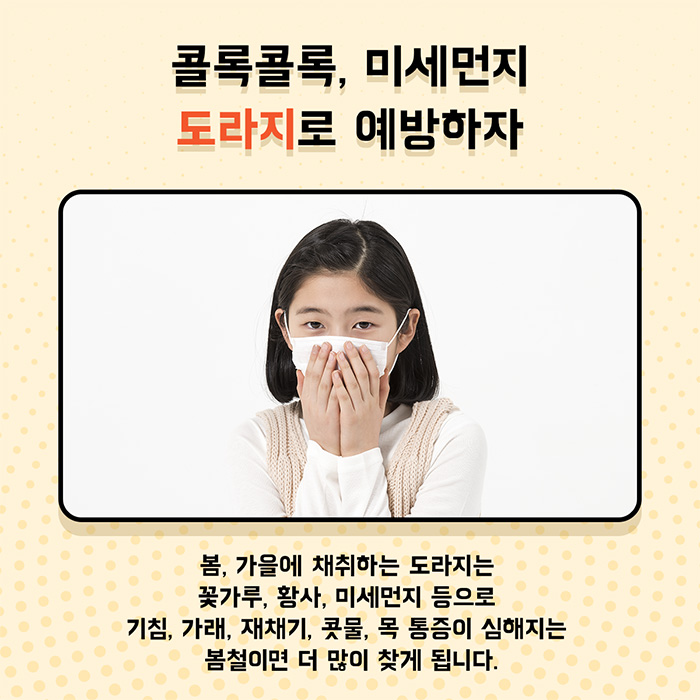 콜록콜록, 미세먼지
도라지로 예방하자
봄, 가을에 채취하는 도라지는
꽃가루, 황사, 미세먼지 등으로
기침, 가래, 재채기, 콧물, 목 통증이 심해지는
봄철이면 더 많이 찾게 됩니다.